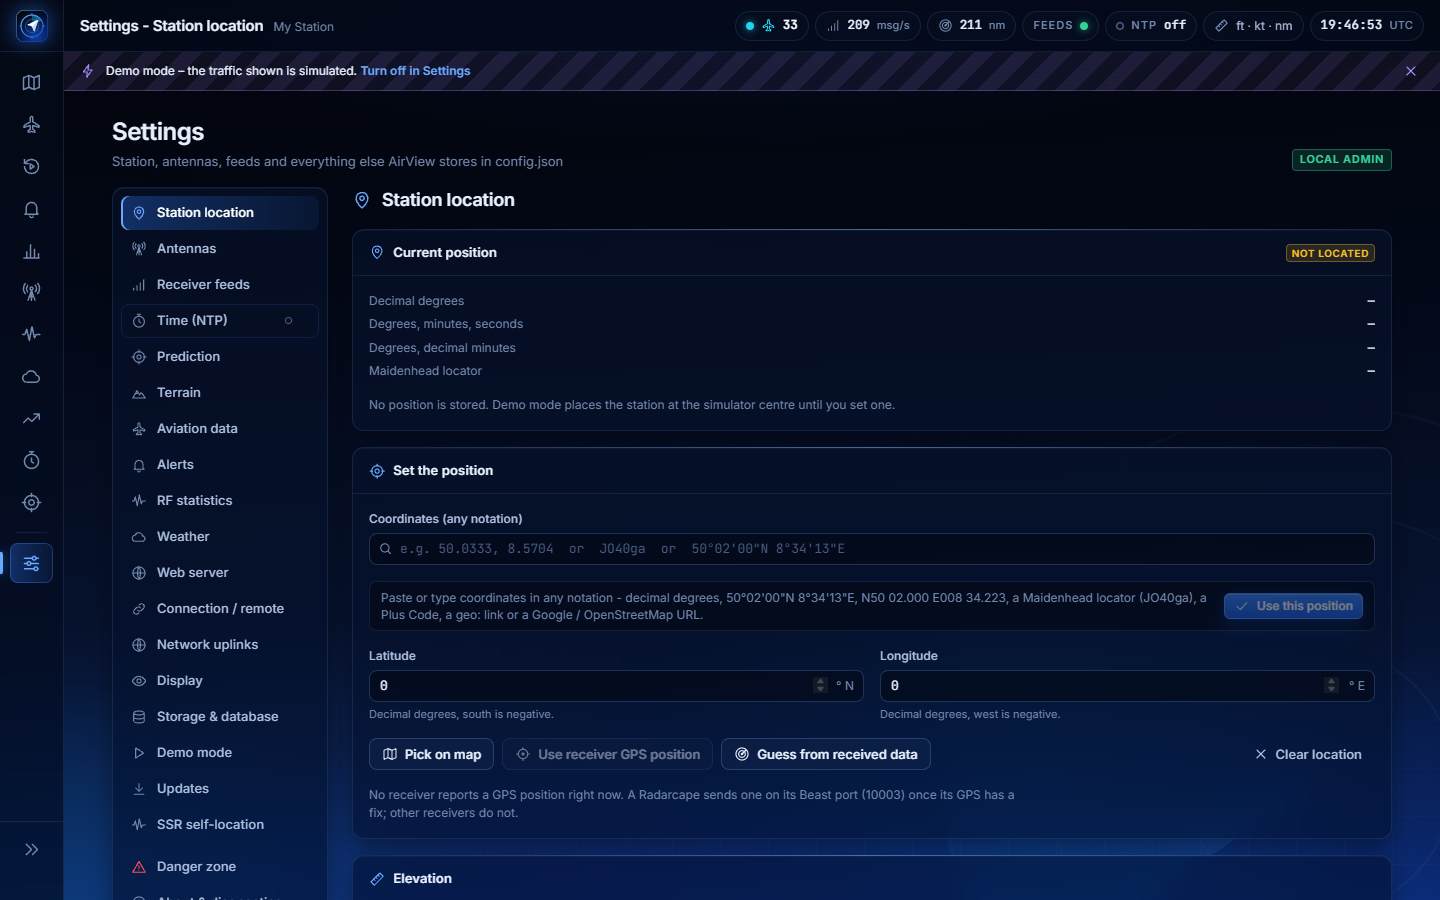 Settings - Station location My Station
33
209 msg/s
211 nm
FEEDS
NTP off
ft · kt · nm
19:46:53 UTC
Demo mode – the traffic shown is simulated. Turn off in Settings
Settings
Station, antennas, feeds and everything else AirView stores in config.json
LOCAL ADMIN
Station location
Antennas
Receiver feeds
Time (NTP)
Prediction
Terrain
Aviation data
Alerts
RF statistics
Weather
Web server
Connection / remote
Network uplinks
Display
Storage & database
Demo mode
Updates
SSR self-location
Danger zone
Station location
Current position
NOT LOCATED
Decimal degrees –
Degrees, minutes, seconds –
Degrees, decimal minutes –
Maidenhead locator –
No position is stored. Demo mode places the station at the simulator centre until you set one.
Set the position
Coordinates (any notation)
e.g. 50.0333, 8.5704 or JO40ga or 50°02'00"N 8°34'13"E
Paste or type coordinates in any notation - decimal degrees, 50°02'00"N 8°34'13"E, N50 02.000 E008 34.223, a Maidenhead locator (JO40ga), a
Plus Code, a geo: link or a Google / OpenStreetMap URL.
Use this position
Latitude
0 ° N
Decimal degrees, south is negative.
Longitude
0 ° E
Decimal degrees, west is negative.
Pick on map
Use receiver GPS position
Guess from received data
Clear location
No receiver reports a GPS position right now. A Radarcape sends one on its Beast port (10003) once its GPS has a
fix; other receivers do not.
Elevation